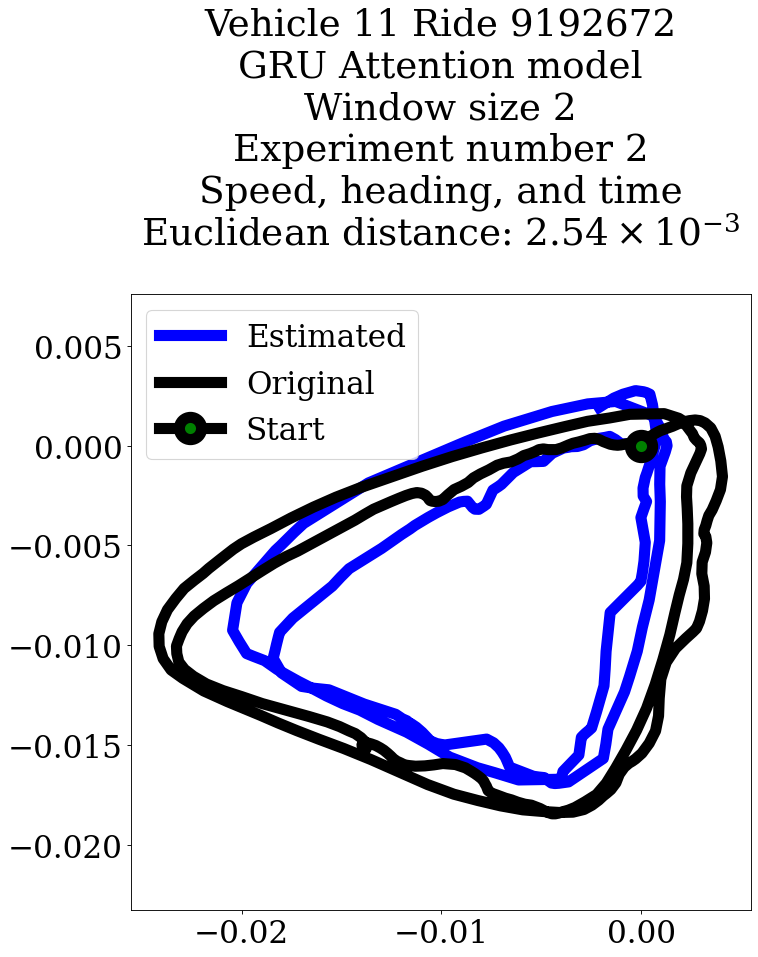 Vehicle 11 Ride 9192672
GRU Attention model
Window size 2
Experiment number 2
Speed, heading, and time
Euclidean distance: 2.54 × 10⁻³
Estimated
Original
Start
0.005
0.000
−0.005
−0.010
−0.015
−0.020
−0.02
−0.01
0.00